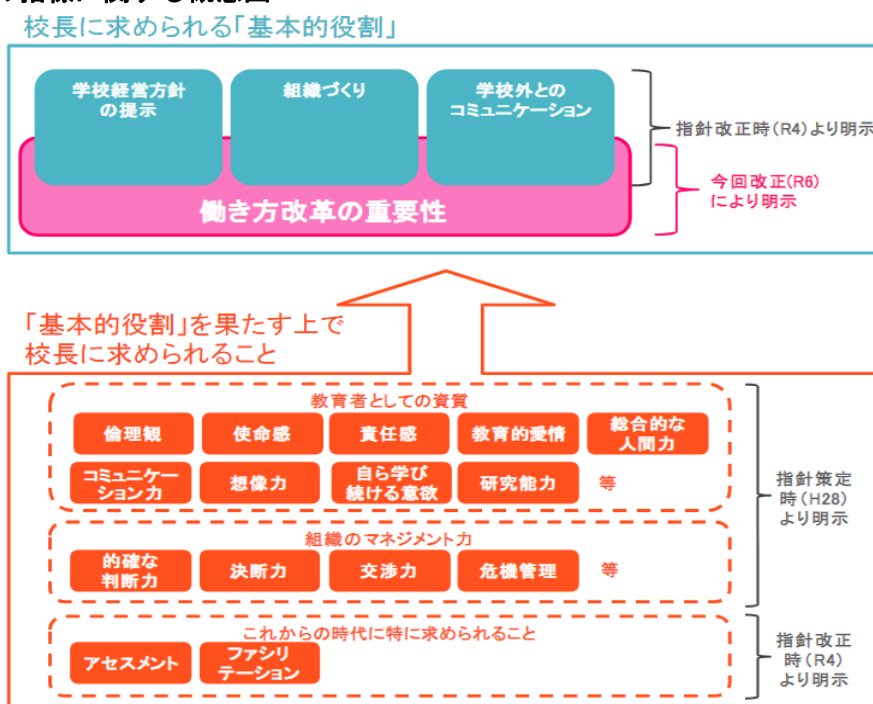 校長に求められる「基本的役割」
学校経営方針
の提示
組織づくり
学校外との
コミュニケーション
指針改正時(R4)より明示
働き方改革の重要性
今回改正(R6)
により明示
「基本的役割」を果たす上で
校長に求められること
教育者としての資質
倫理観
使命感
責任感
教育的愛情
総合的な
人間力
コミュニケー
ション力
想像力
自ら学び
続ける意欲
研究能力
等
組織のマネジメント力
的確な
判断力
決断力
交渉力
危機管理
等
指針策定
時(H28)
より明示
これからの時代に特に求められること
アセスメント
ファシリ
テーション
指針改正
時(R4)
より明示